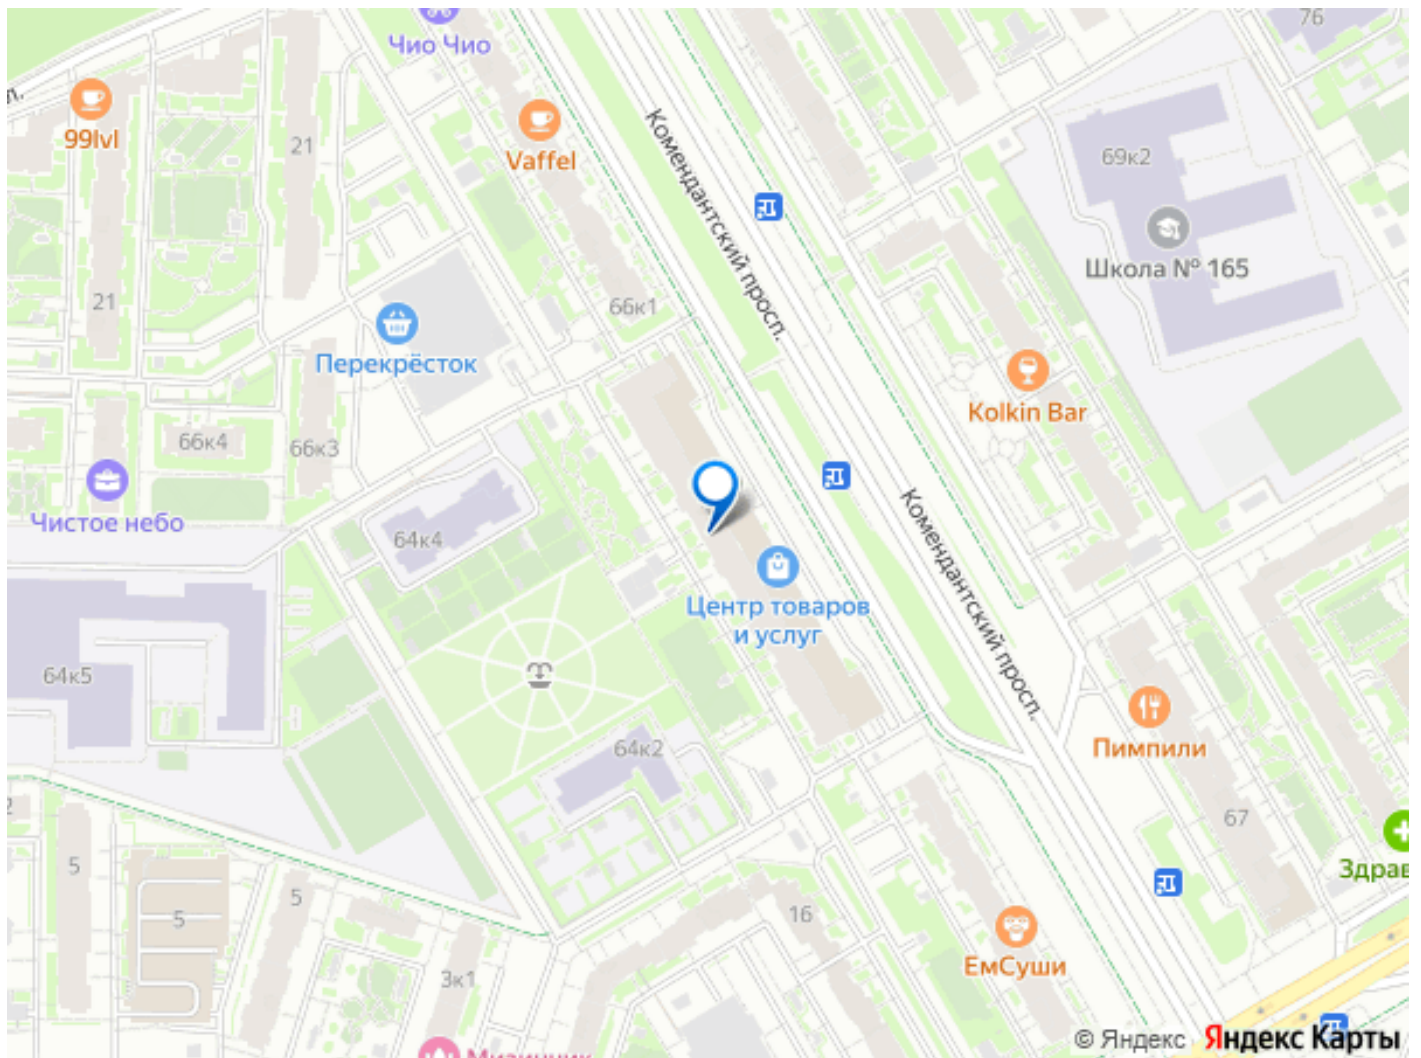 76
Чио Чио
л.
99lvl
Vaffel
21
Комендантский просп.
69к2
Школа № 165
21
66к1
Перекрёсток
Kolkin Bar
66к4
66к3
Чистое небо
64к4
Комендантский просп.
Центр товаров
и услуг
64к5
64к2
Пимпили
67
2
5
5
5
16
Здрав
ЕмСуши
3к1
© Яндекс Яндекс Карты